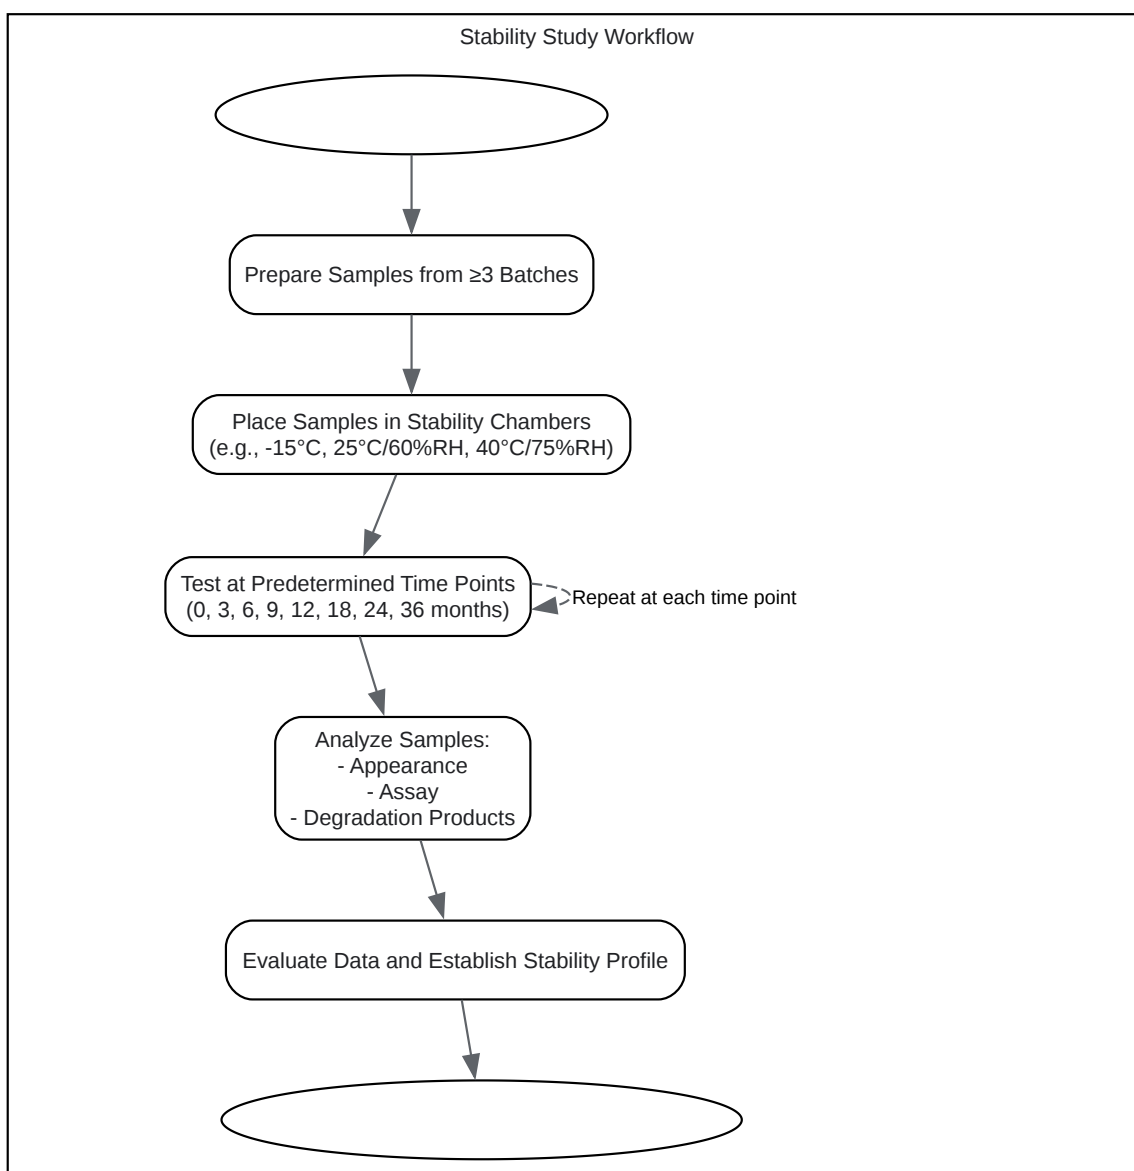 Stability Study Workflow
Prepare Samples from ≥3 Batches
Place Samples in Stability Chambers
(e.g., -15°C, 25°C/60%RH, 40°C/75%RH)
Test at Predetermined Time Points
(0, 3, 6, 9, 12, 18, 24, 36 months)
Repeat at each time point
Analyze Samples:
- Appearance
- Assay
- Degradation Products
Evaluate Data and Establish Stability Profile